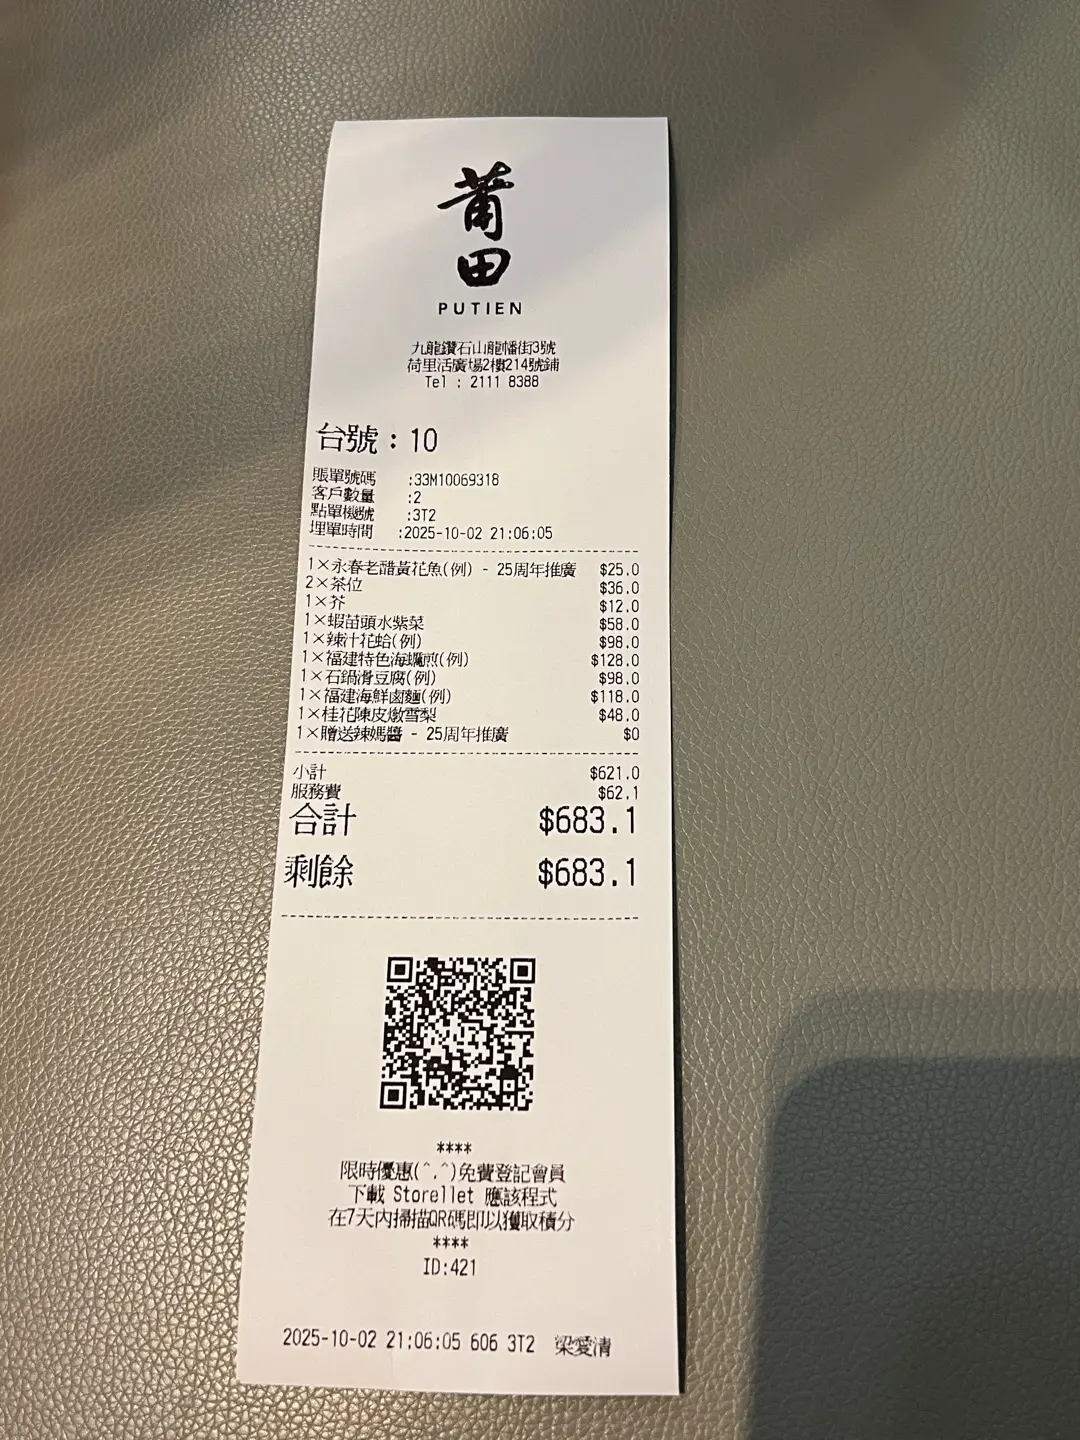 莆
田
PUTIEN
九龍鑽石山龍蟠街3號
荷里活廣場2樓214號鋪
Tel : 2111 8388
台號 : 10
賬單號碼 :33M10069318
客戶數量 :2
點單機號 :3T2
埋單時間 :2025-10-02 21:06:05
1×永春老醋黃花魚(例) - 25周年推廣 $25.0
2×茶位 $36.0
1×芥 $12.0
1×蝦苗頭水紫菜 $58.0
1×辣汁花蛤(例) $98.0
1×福建特色海蠣煎(例) $128.0
1×石鍋滑豆腐(例) $98.0
1×福建海鮮鹵麵(例) $118.0
1×桂花陳皮燉雪梨 $48.0
1×贈送辣媽醬 - 25周年推廣 $0
小計 $621.0
服務費 $62.1
合計 $683.1
剩餘 $683.1
****
限時優惠(^.^)免費登記會員
下載 Storellet 應該程式
在7天內掃描QR碼即以獲取積分
****
ID:421
2025-10-02 21:06:05 606 3T2 梁愛清